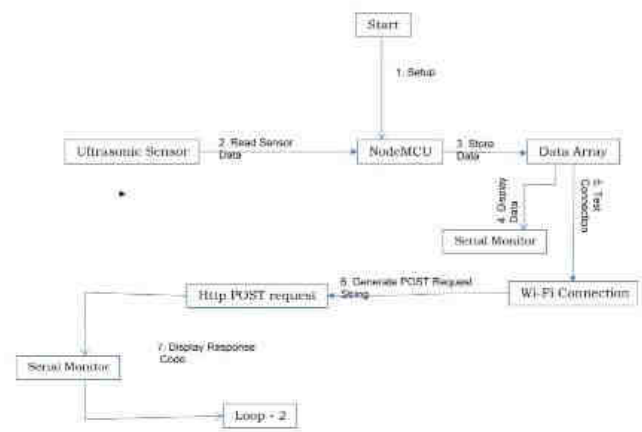 Start
1. Setup
Ultrasonic Sensor
2. Read Sensor
Data
NodeMCU
3. Store
Data
Data Array
4. Display
Data
5. Test
Connection
Serial Monitor
6. Generate POST Request
String
Http POST request
Wi-Fi Connection
7. Display Response
Code
Serial Monitor
Loop - 2